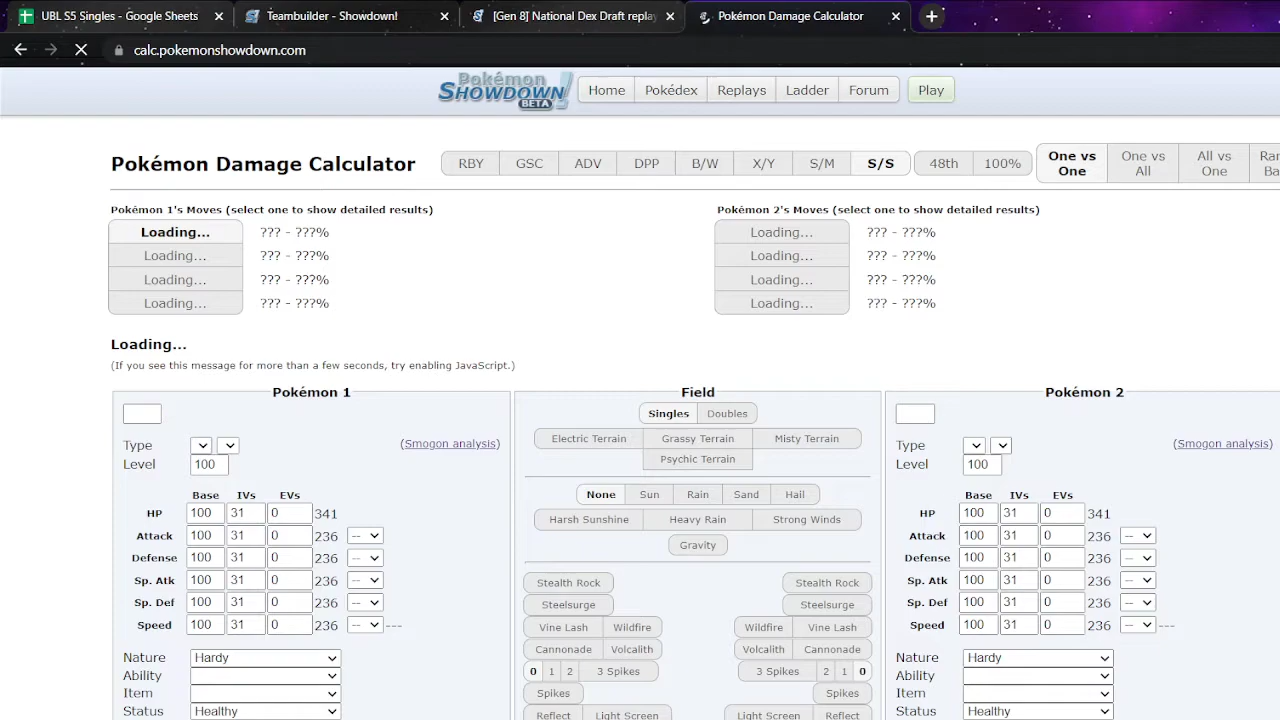 UBL S5 Singles - Google Sheets × Teambuilder - Showdown! × [Gen 8] National Dex Draft replay × Pokémon Damage Calculator × +
calc.pokemonshowdown.com
Pokémon SHOWDOWN! BETA Home Pokédex Replays Ladder Forum Play
Pokémon Damage Calculator RBY GSC ADV DPP B/W X/Y S/M S/S 48th 100% One vs One One vs All All vs One
Pokémon 1's Moves (select one to show detailed results) Pokémon 2's Moves (select one to show detailed results)
Loading... ??? - ???% Loading... ??? - ???%
Loading... ??? - ???% Loading... ??? - ???%
Loading... ??? - ???% Loading... ??? - ???%
Loading... ??? - ???% Loading... ??? - ???%
Loading...
(If you see this message for more than a few seconds, try enabling JavaScript.)
Pokémon 1 Field Pokémon 2
Singles Doubles
Type (Smogon analysis) Electric Terrain Grassy Terrain Misty Terrain Type (Smogon analysis)
Level 100 Psychic Terrain Level 100
Base IVs EVs None Sun Rain Sand Hail Base IVs EVs
HP 100 31 0 341 Harsh Sunshine Heavy Rain Strong Winds HP 100 31 0 341
Attack 100 31 0 236 -- Gravity Attack 100 31 0 236 --
Defense 100 31 0 236 -- Defense 100 31 0 236 --
Sp. Atk 100 31 0 236 -- Stealth Rock Stealth Rock Sp. Atk 100 31 0 236 --
Sp. Def 100 31 0 236 -- Steelsurge Steelsurge Sp. Def 100 31 0 236 --
Speed 100 31 0 236 -- --- Vine Lash Wildfire Wildfire Vine Lash Speed 100 31 0 236 -- ---
Nature Hardy Cannonade Volcalith Volcalith Cannonade Nature Hardy
Ability 0 1 2 3 Spikes 3 Spikes 2 1 0 Ability
Item Spikes Spikes Item
Status Healthy Reflect Light Screen Light Screen Reflect Status Healthy